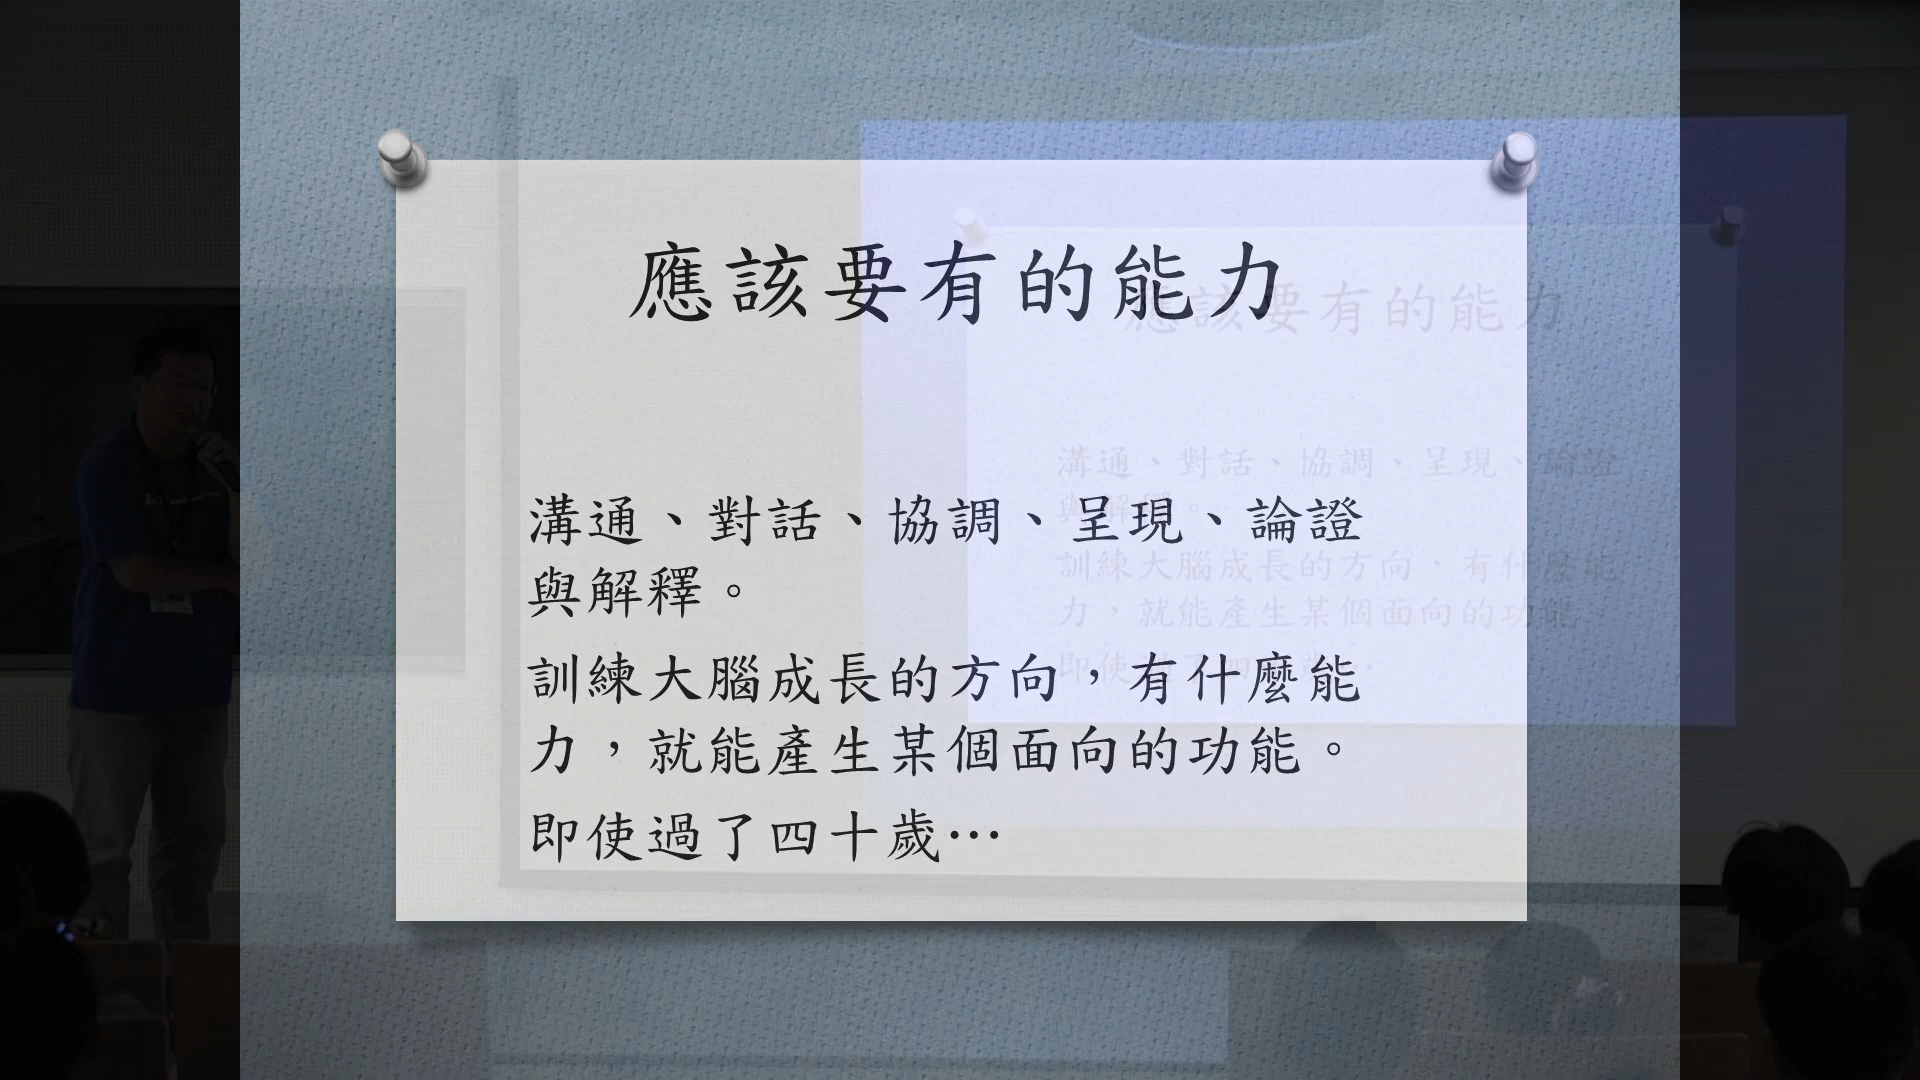 應該要有的能力
溝通、對話、協調、呈現、論證
與解釋。
訓練大腦成長的方向，有什麼能
力，就能產生某個面向的功能。
即使過了四十歲…